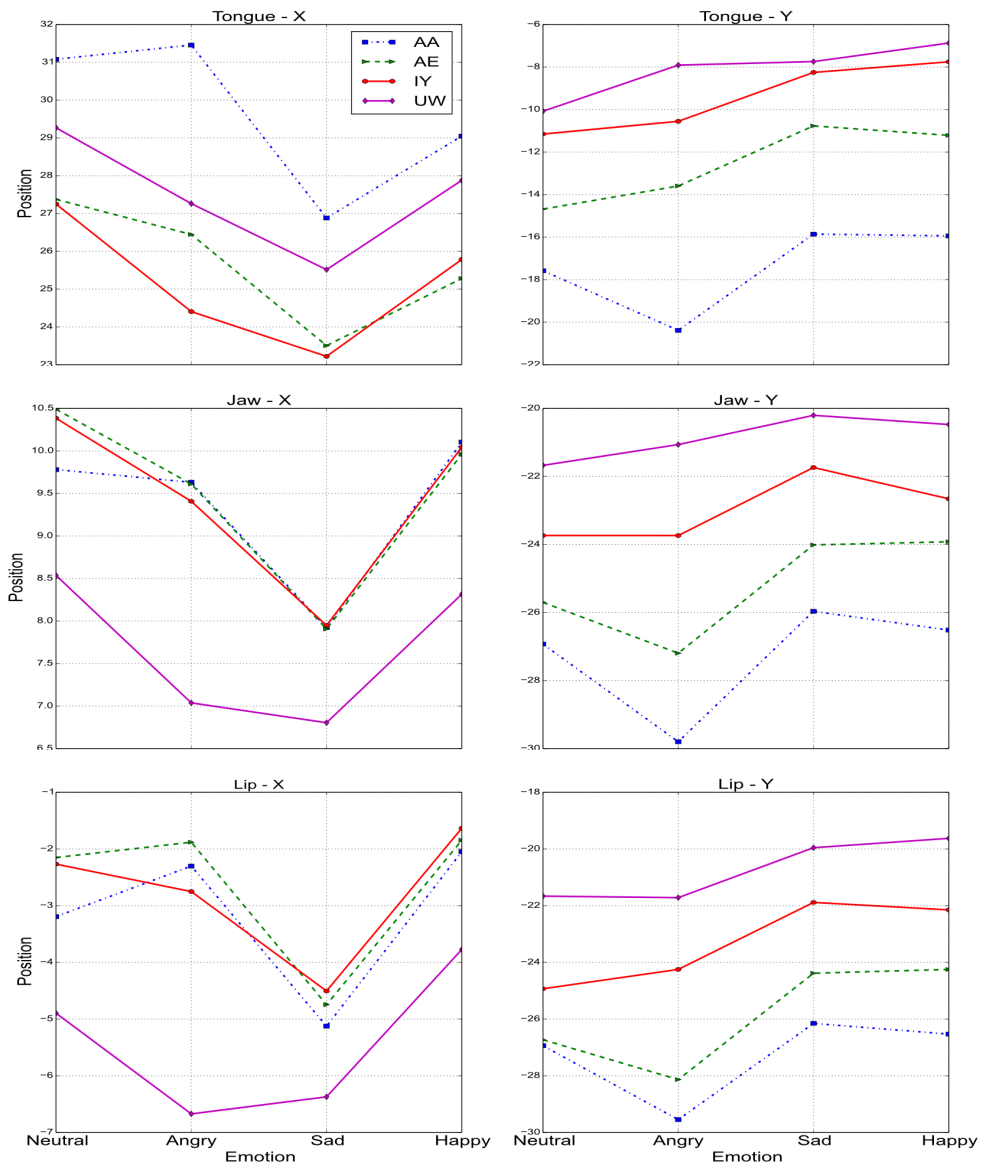 Tongue - X
32
31
30
29
28
27
26
25
24
23
Position
AA
AE
IY
UW
Tongue - Y
−6
−8
−10
−12
−14
−16
−18
−20
−22
Jaw - X
10.5
10.0
9.5
9.0
8.5
8.0
7.5
7.0
6.5
Position
Jaw - Y
−20
−22
−24
−26
−28
−30
Lip - X
−1
−2
−3
−4
−5
−6
−7
Position
Neutral Angry Sad Happy
Emotion
Lip - Y
−18
−20
−22
−24
−26
−28
−30
Neutral Angry Sad Happy
Emotion